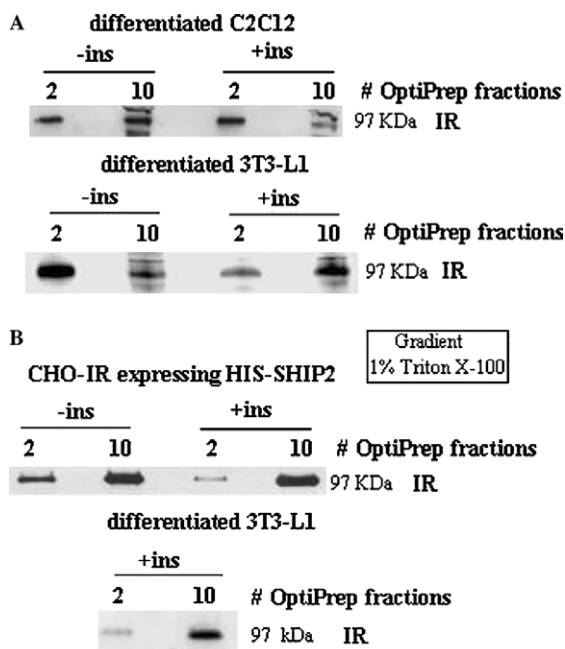 A
differentiated C2C12
-ins +ins
2 10 2 10 # OptiPrep fractions
97 KDa IR
differentiated 3T3-L1
-ins +ins
2 10 2 10 # OptiPrep fractions
97 KDa IR
B
Gradient
1% Triton X-100
CHO-IR expressing HIS-SHIP2
-ins +ins
2 10 2 10 # OptiPrep fractions
97 KDa IR
differentiated 3T3-L1
+ins
2 10 # OptiPrep fractions
97 kDa IR